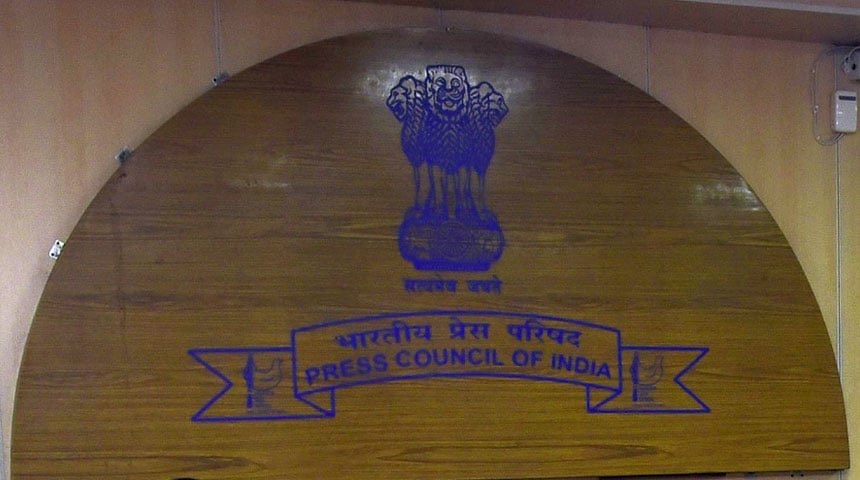 सत्यमेव जयते
भारतीय प्रेस परिषद
PRESS COUNCIL OF INDIA